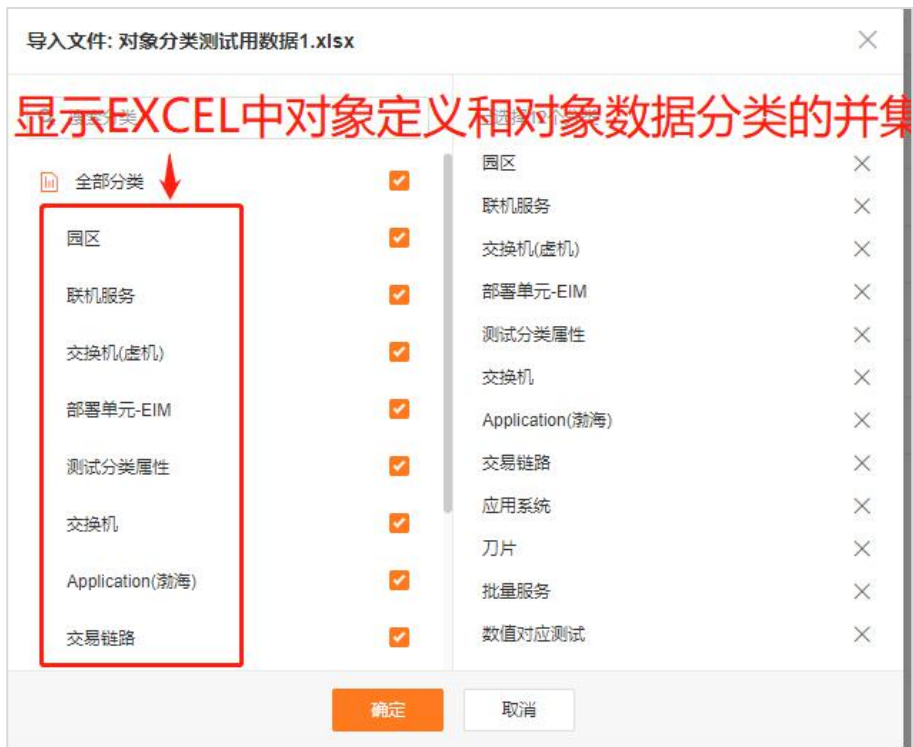 导入文件: 对象分类测试用数据1.xlsx
显示EXCEL中对象定义和对象数据分类的并集
全部分类
园区
联机服务
交换机(虚机)
部署单元-EIM
测试分类属性
交换机
Application(渤海)
交易链路
园区
联机服务
交换机(虚机)
部署单元-EIM
测试分类属性
交换机
Application(渤海)
交易链路
应用系统
刀片
批量服务
数值对应测试
确定
取消